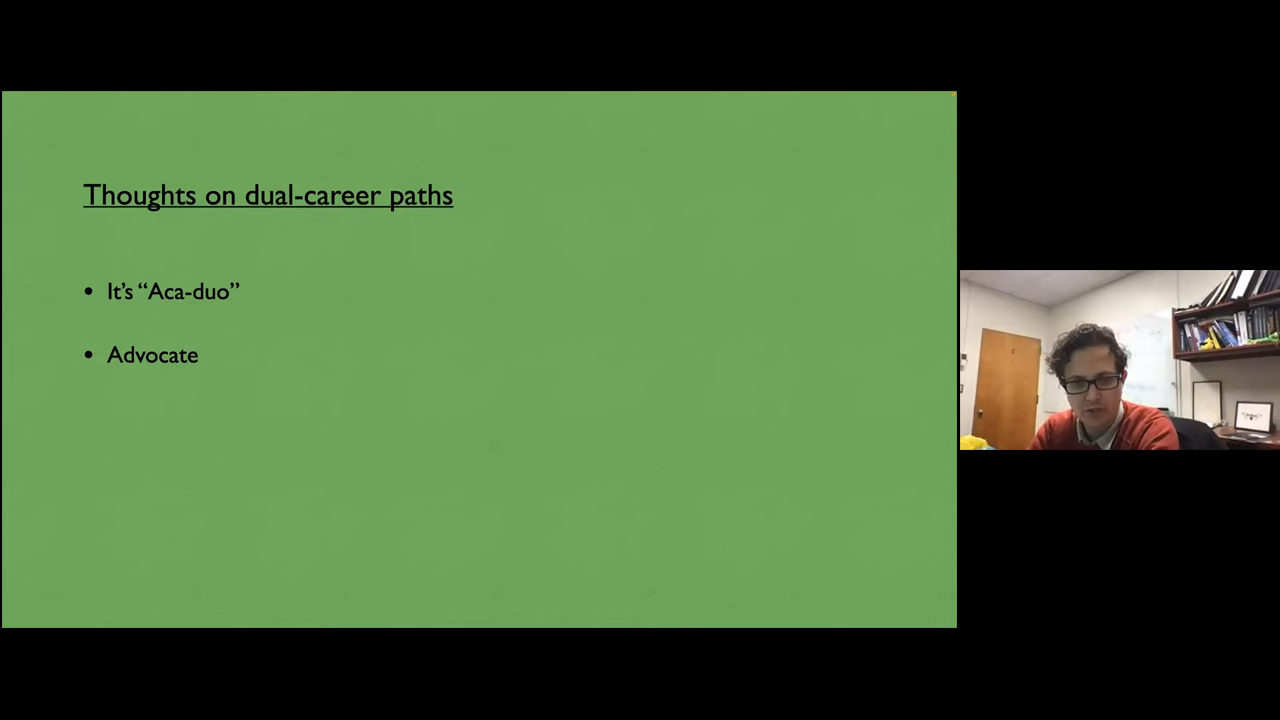 Thoughts on dual-career paths
• It’s “Aca-duo”
• Advocate